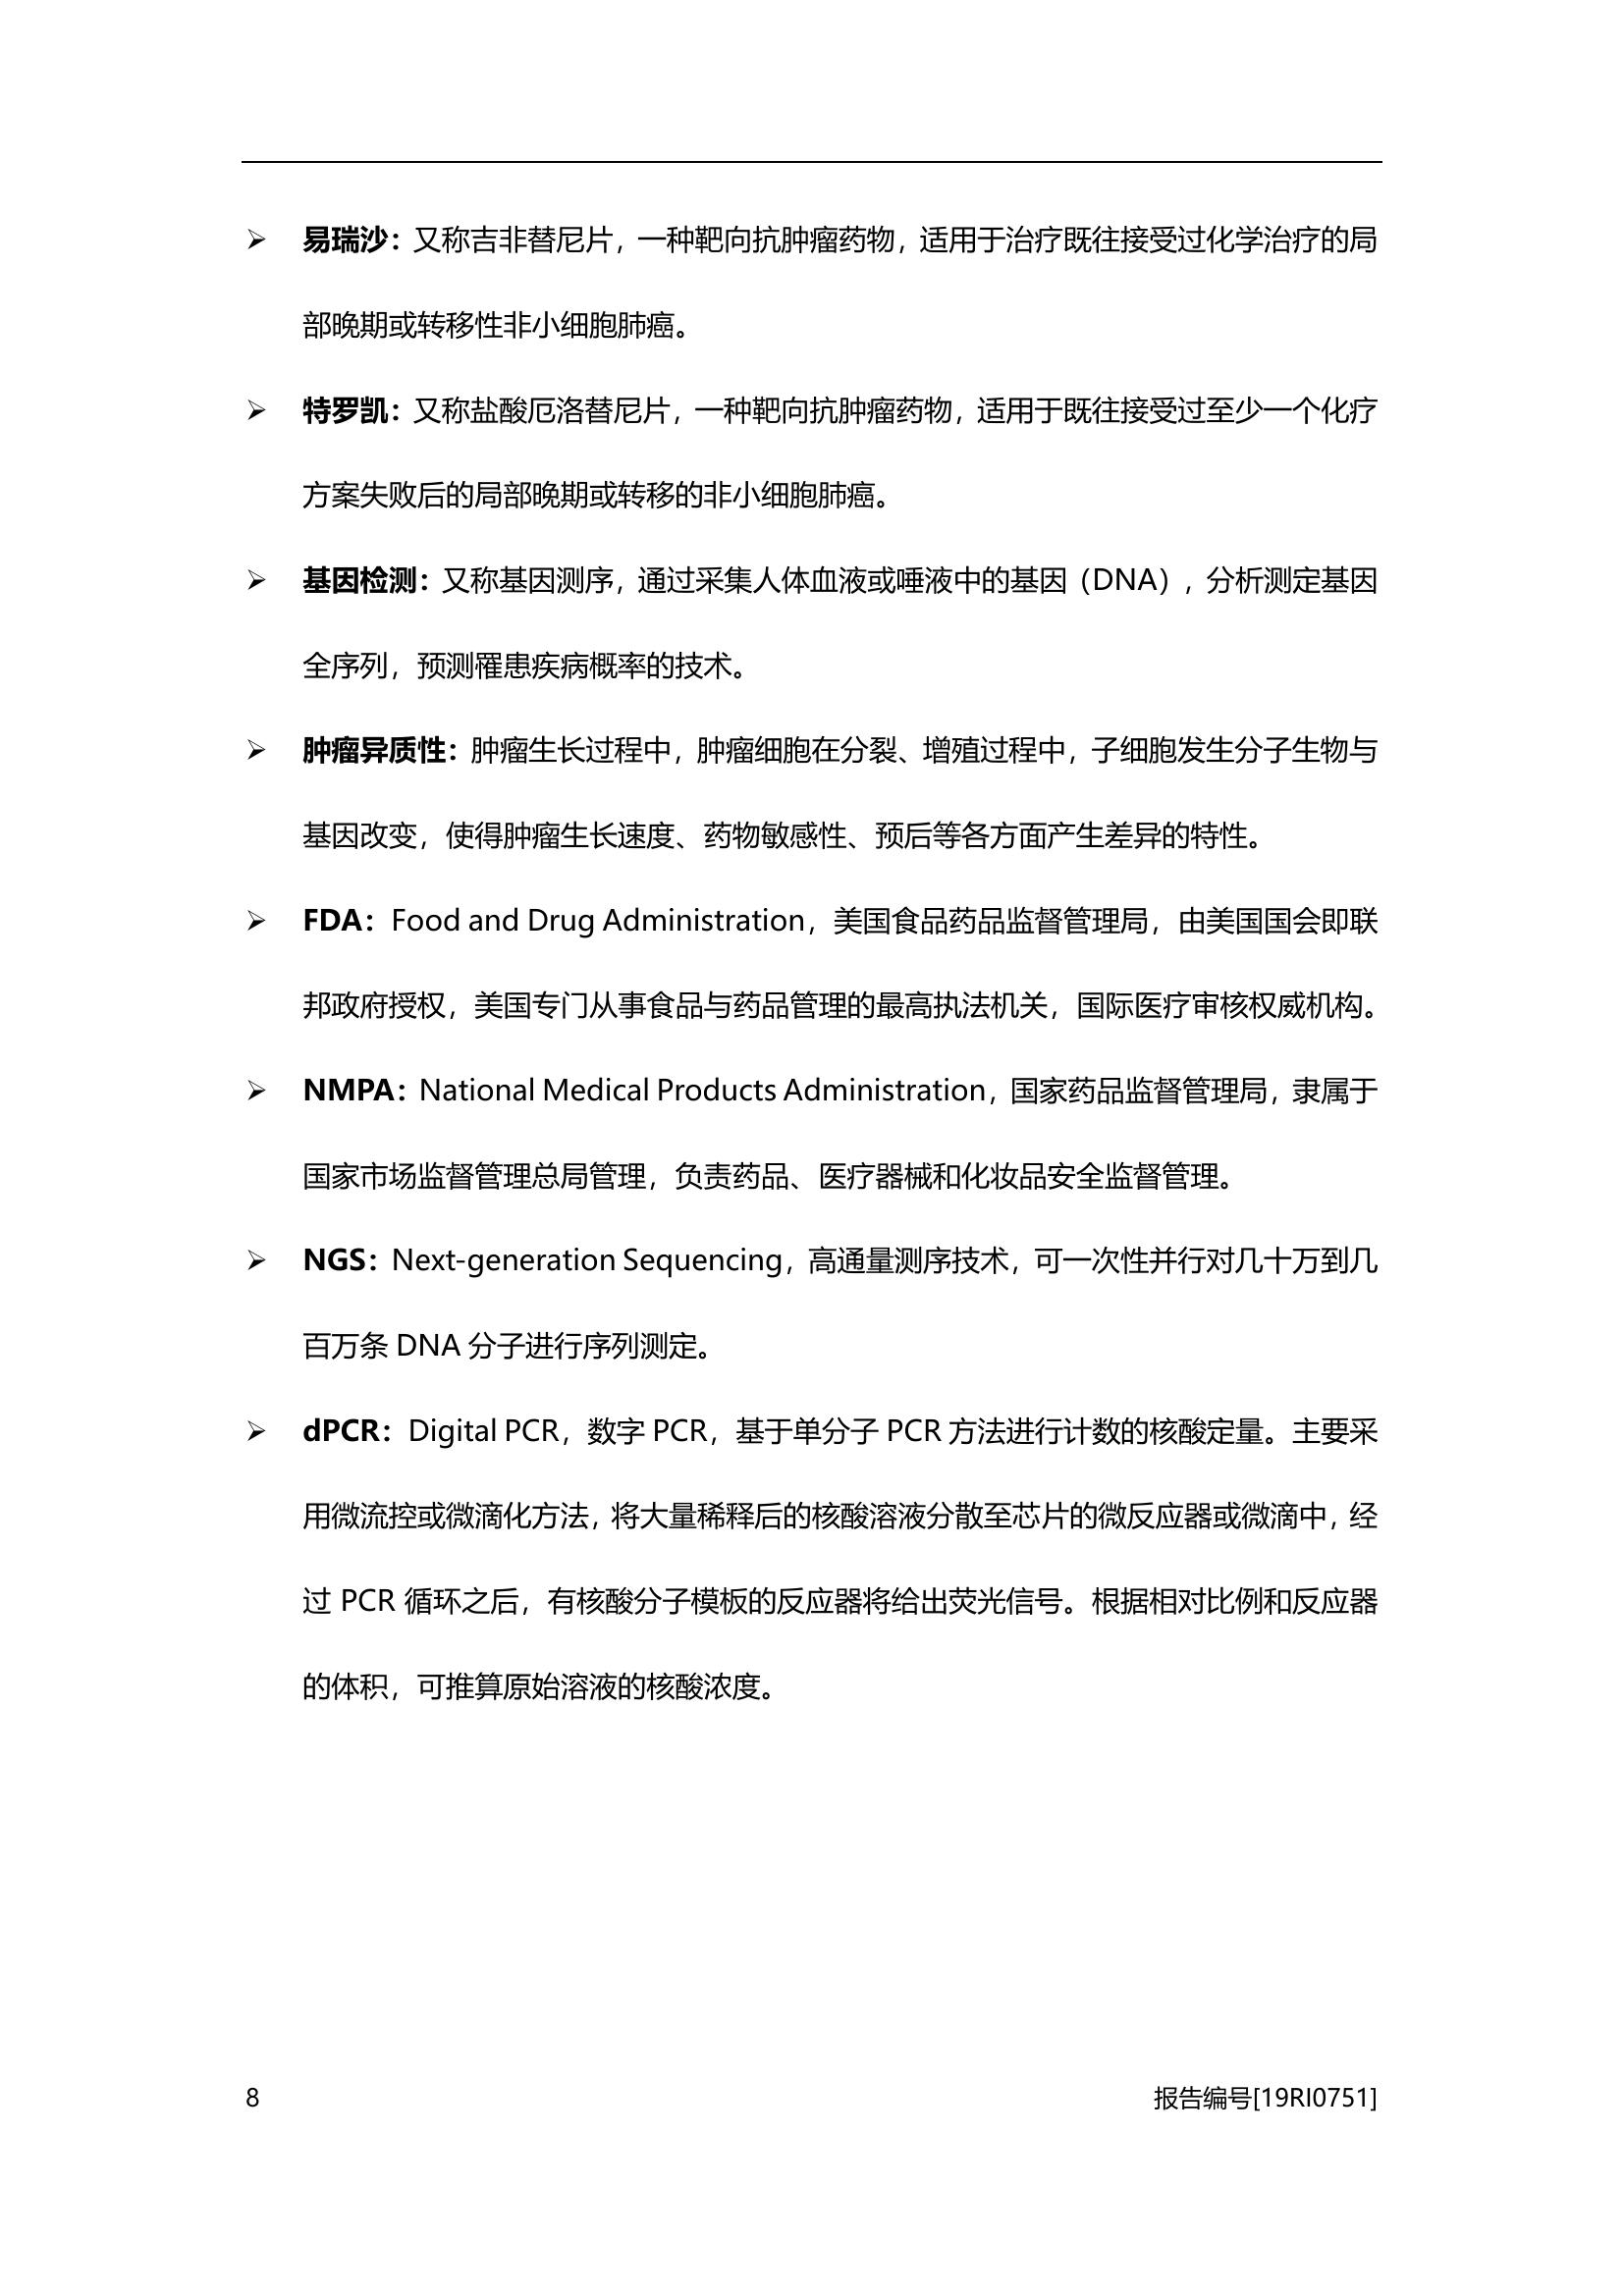 ➢ 易瑞沙：又称吉非替尼片，一种靶向抗肿瘤药物，适用于治疗既往接受过化学治疗的局
部晚期或转移性非小细胞肺癌。
➢ 特罗凯：又称盐酸厄洛替尼片，一种靶向抗肿瘤药物，适用于既往接受过至少一个化疗
方案失败后的局部晚期或转移的非小细胞肺癌。
➢ 基因检测：又称基因测序，通过采集人体血液或唾液中的基因（DNA），分析测定基因
全序列，预测罹患疾病概率的技术。
➢ 肿瘤异质性：肿瘤生长过程中，肿瘤细胞在分裂、增殖过程中，子细胞发生分子生物与
基因改变，使得肿瘤生长速度、药物敏感性、预后等各方面产生差异的特性。
➢ FDA：Food and Drug Administration，美国食品药品监督管理局，由美国国会即联
邦政府授权，美国专门从事食品与药品管理的最高执法机关，国际医疗审核权威机构。
➢ NMPA：National Medical Products Administration，国家药品监督管理局，隶属于
国家市场监督管理总局管理，负责药品、医疗器械和化妆品安全监督管理。
➢ NGS：Next-generation Sequencing，高通量测序技术，可一次性并行对几十万到几
百万条 DNA 分子进行序列测定。
➢ dPCR：Digital PCR，数字 PCR，基于单分子 PCR 方法进行计数的核酸定量。主要采
用微流控或微滴化方法，将大量稀释后的核酸溶液分散至芯片的微反应器或微滴中，经
过 PCR 循环之后，有核酸分子模板的反应器将给出荧光信号。根据相对比例和反应器
的体积，可推算原始溶液的核酸浓度。
8
报告编号[19RI0751]